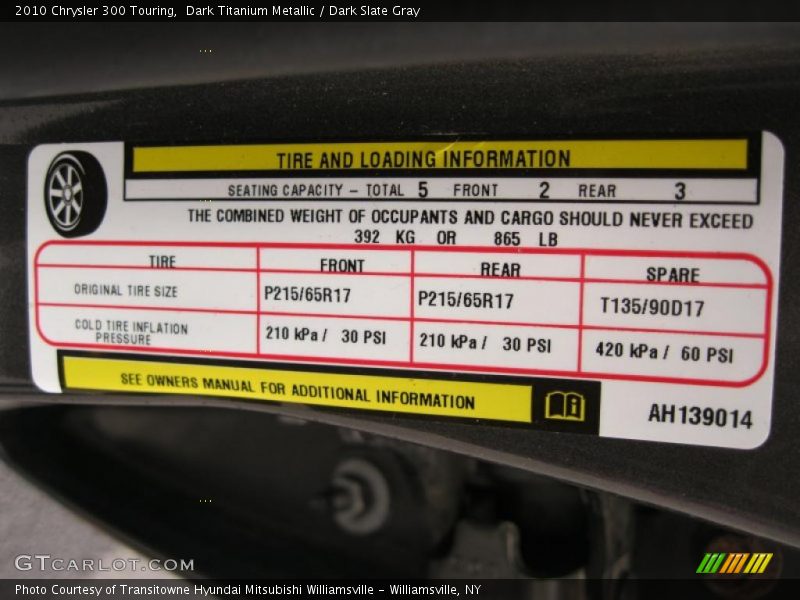 2010 Chrysler 300 Touring,  Dark Titanium Metallic / Dark Slate Gray
TIRE AND LOADING INFORMATION
SEATING CAPACITY – TOTAL 5 FRONT 2 REAR 3
THE COMBINED WEIGHT OF OCCUPANTS AND CARGO SHOULD NEVER EXCEED
392 KG OR 865 LB
TIRE FRONT REAR SPARE
ORIGINAL TIRE SIZE P215/65R17 P215/65R17 T135/90D17
COLD TIRE INFLATION
PRESSURE 210 kPa / 30 PSI 210 kPa / 30 PSI 420 kPa / 60 PSI
SEE OWNERS MANUAL FOR ADDITIONAL INFORMATION
AH139014
GTCARLOT.COM
Photo Courtesy of Transitowne Hyundai Mitsubishi Williamsville – Williamsville, NY